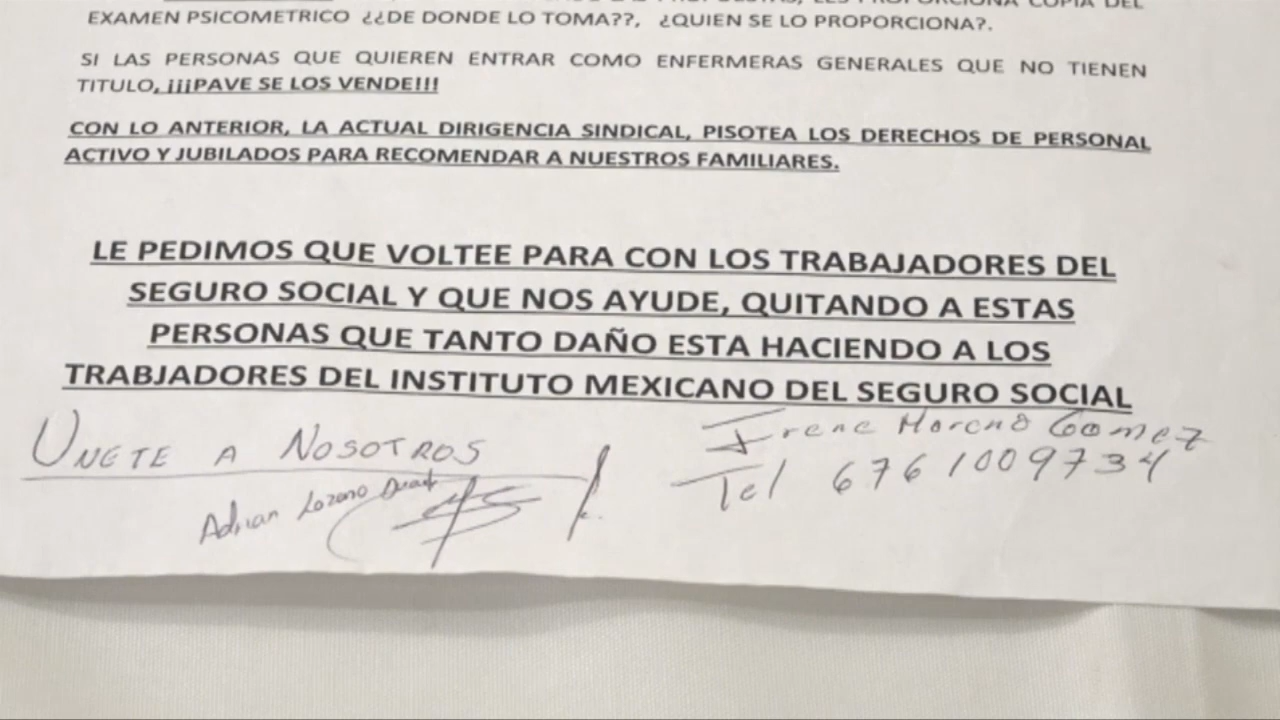 EXAMEN PSICOMETRICO ¿¿DE DONDE LO TOMA??, ¿QUIEN SE LO PROPORCIONA?.
SI LAS PERSONAS QUE QUIEREN ENTRAR COMO ENFERMERAS GENERALES QUE NO TIENEN
TITULO, ¡¡¡PAVE SE LOS VENDE!!!
CON LO ANTERIOR, LA ACTUAL DIRIGENCIA SINDICAL, PISOTEA LOS DERECHOS DE PERSONAL
ACTIVO Y JUBILADOS PARA RECOMENDAR A NUESTROS FAMILIARES.
LE PEDIMOS QUE VOLTEE PARA CON LOS TRABAJADORES DEL
SEGURO SOCIAL Y QUE NOS AYUDE, QUITANDO A ESTAS
PERSONAS QUE TANTO DAÑO ESTA HACIENDO A LOS
TRABJADORES DEL INSTITUTO MEXICANO DEL SEGURO SOCIAL
UNETE A NOSOTROS
Adrian Lozano
Irene Moreno Gomez
Tel 6761009734